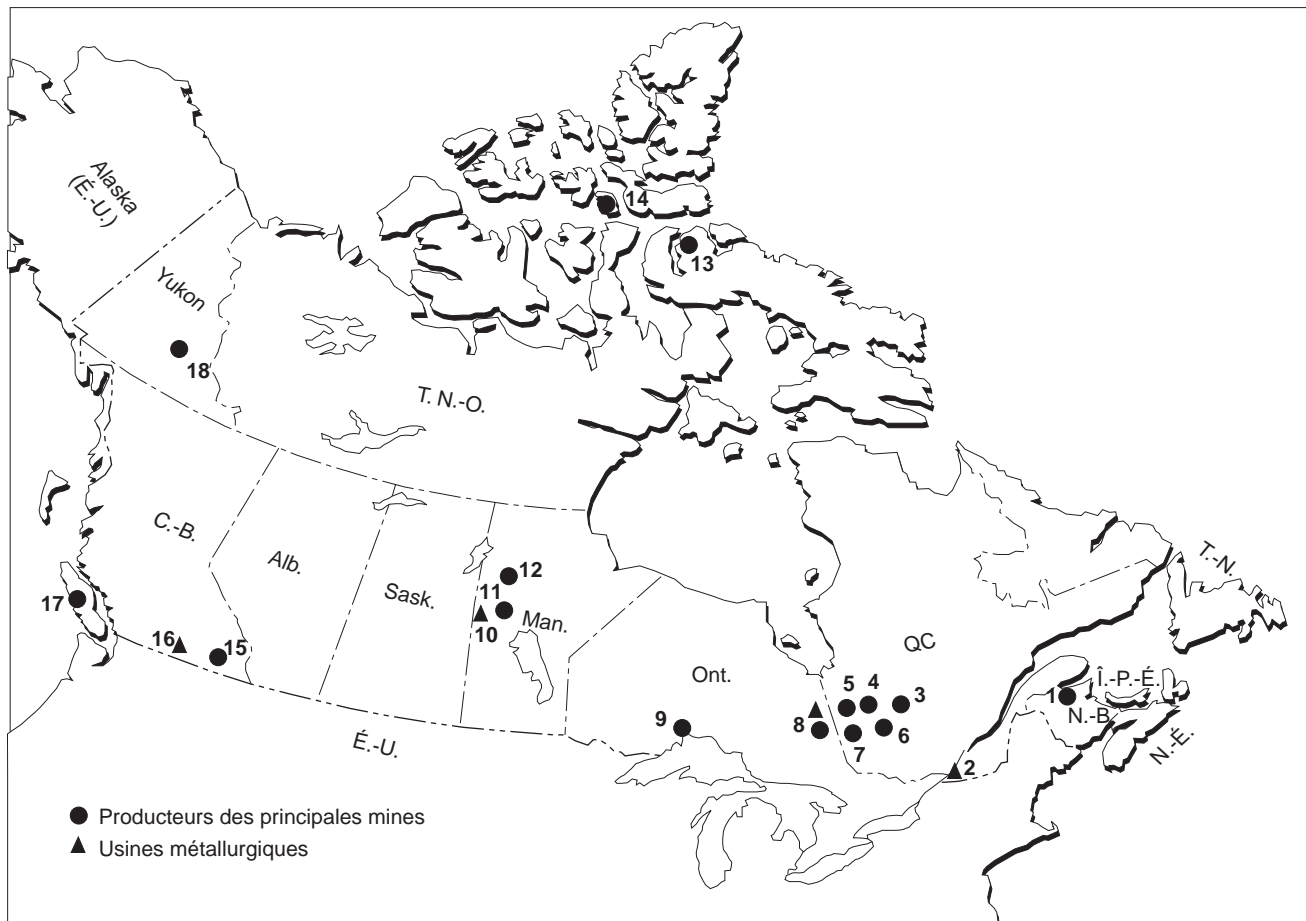 Alaska
(É.-U.)
14
13
Yukon
18
T. N.-O.
C.-B.
Alb.
Sask.
12
11
10
Man.
17
16
15
T.-N.
QC
Ont.
Î.-P.-É.
1
N.-B.
N.-É.
5
4
3
9
8
7
6
2
É.-U.
Producteurs des principales mines
Usines métallurgiques